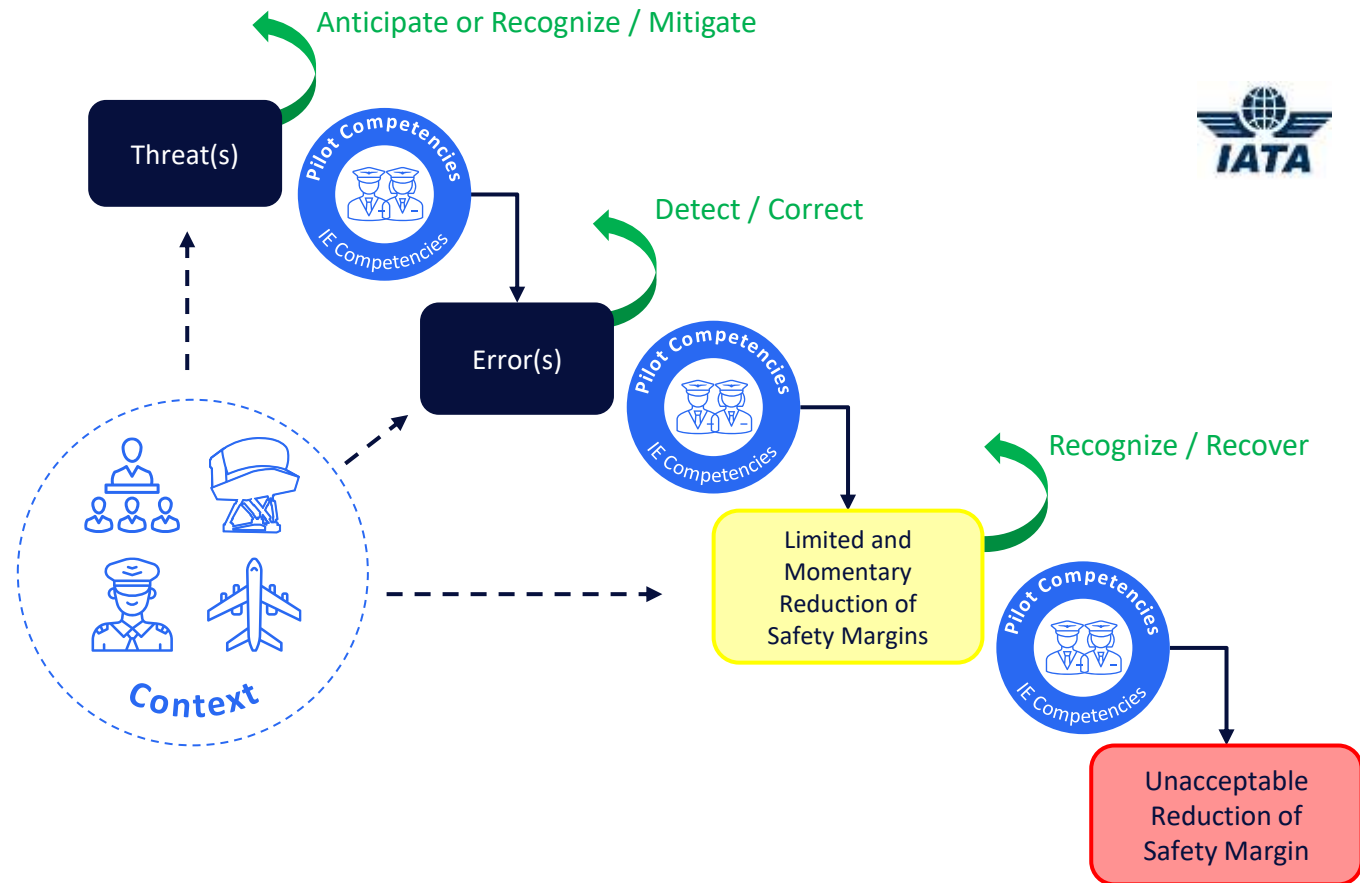 Anticipate or Recognize / Mitigate
Threat(s)
Pilot Competencies
IE Competencies
IATA
Detect / Correct
Error(s)
Pilot Competencies
IE Competencies
Recognize / Recover
Limited and
Momentary
Reduction of
Safety Margins
Pilot Competencies
IE Competencies
Context
Unacceptable
Reduction of
Safety Margin